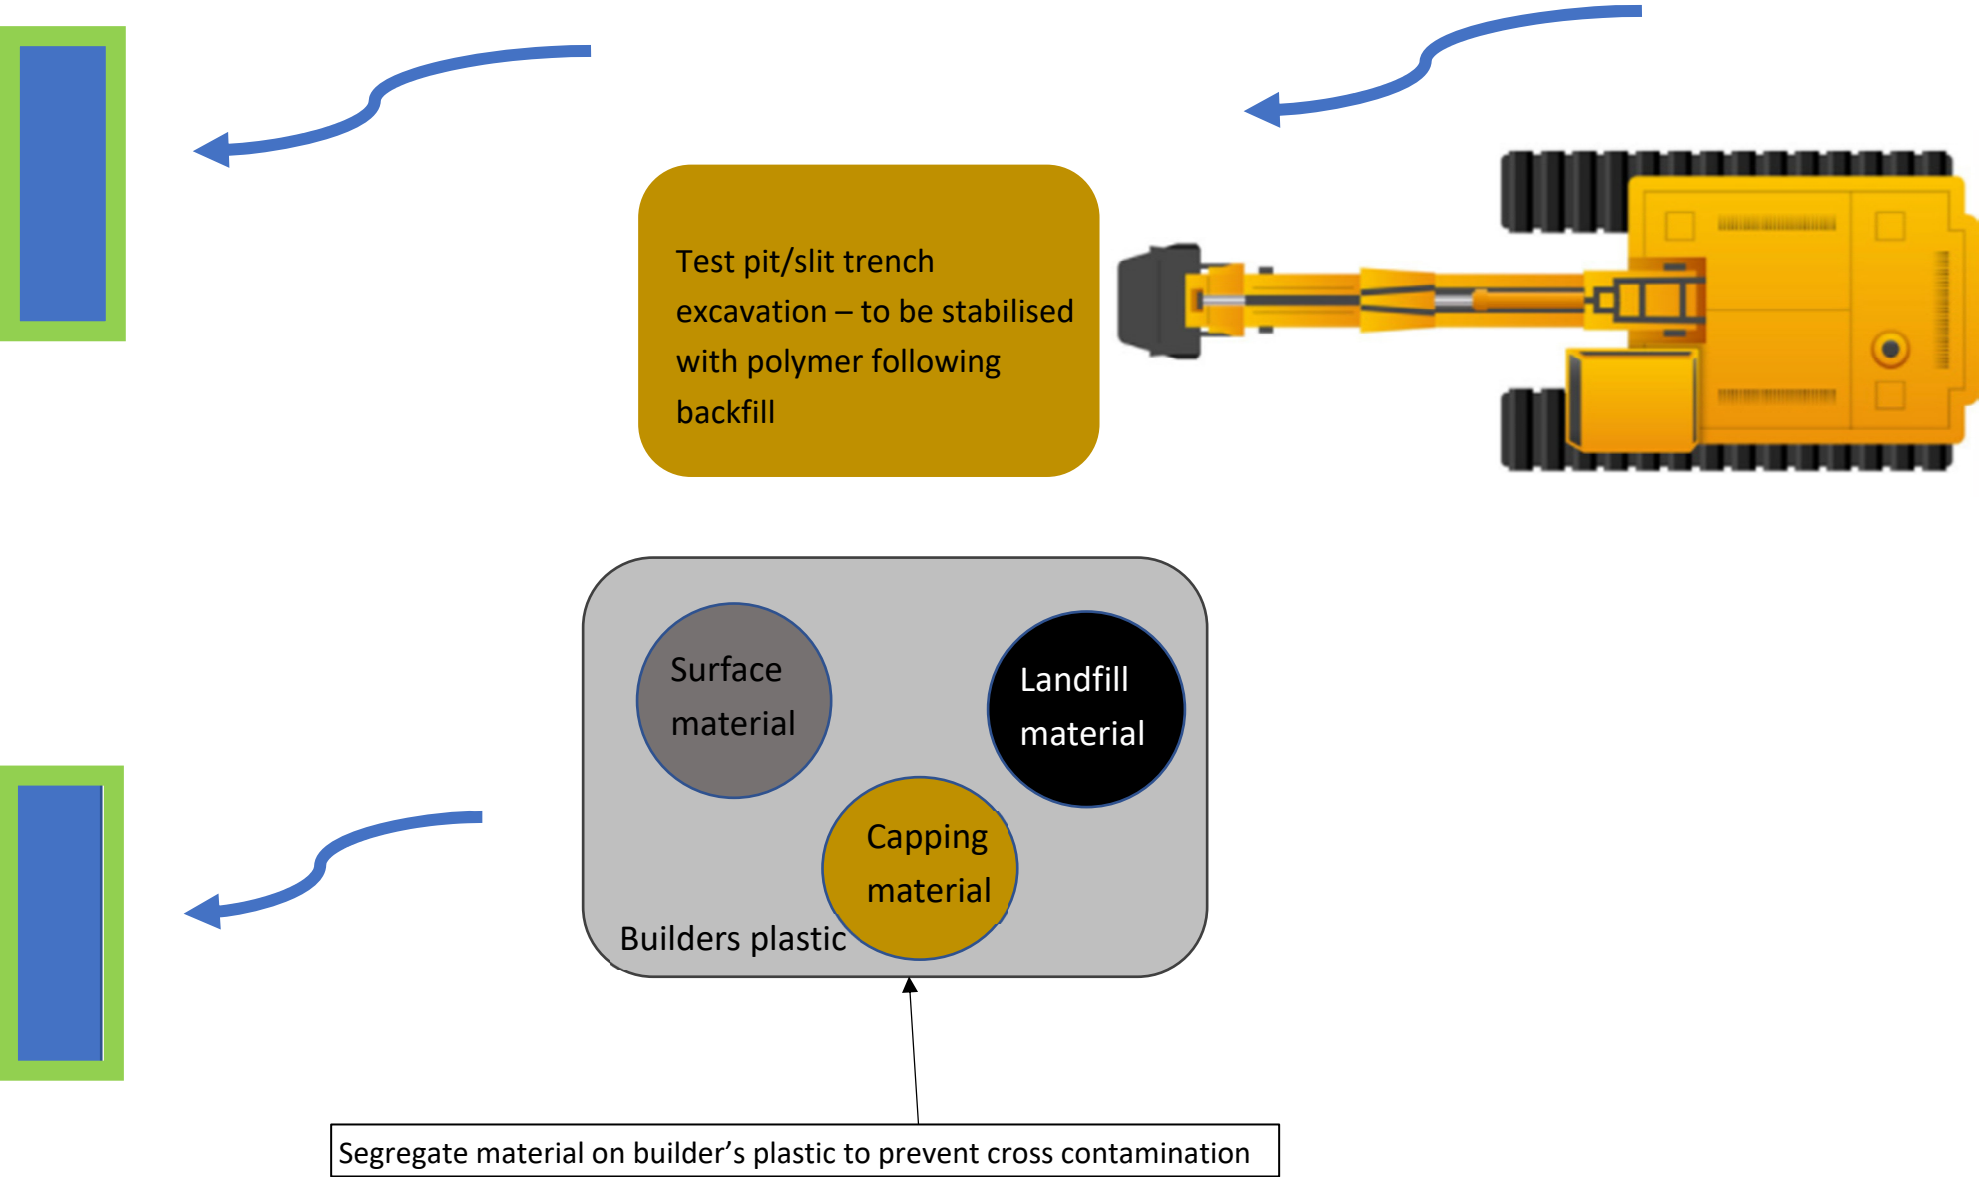 Test pit/slit trench
excavation – to be stabilised
with polymer following
backfill
Surface
material
Landfill
material
Capping
material
Builders plastic
Segregate material on builder’s plastic to prevent cross contamination